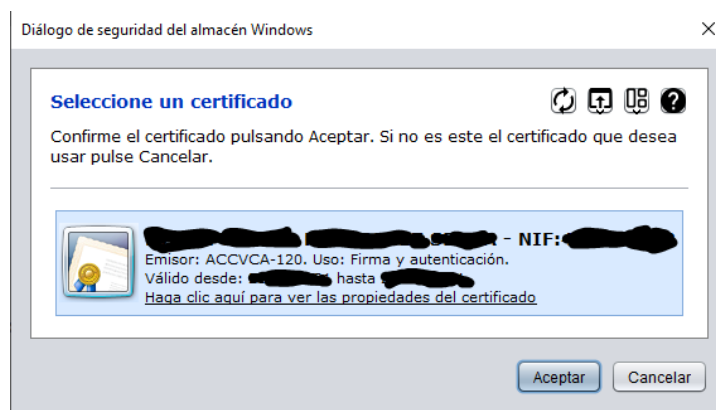 Diálogo de seguridad del almacén Windows
Seleccione un certificado
Confirme el certificado pulsando Aceptar. Si no es este el certificado que desea
usar pulse Cancelar.
- NIF:
Emisor: ACCVCA-120. Uso: Firma y autenticación.
Válido desde: hasta
Haga clic aquí para ver las propiedades del certificado
Aceptar Cancelar